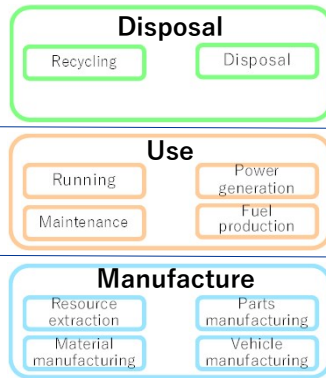 Disposal
Recycling
Disposal
Use
Running
Power
generation
Maintenance
Fuel
production
Manufacture
Resource
extraction
Parts
manufacturing
Material
manufacturing
Vehicle
manufacturing